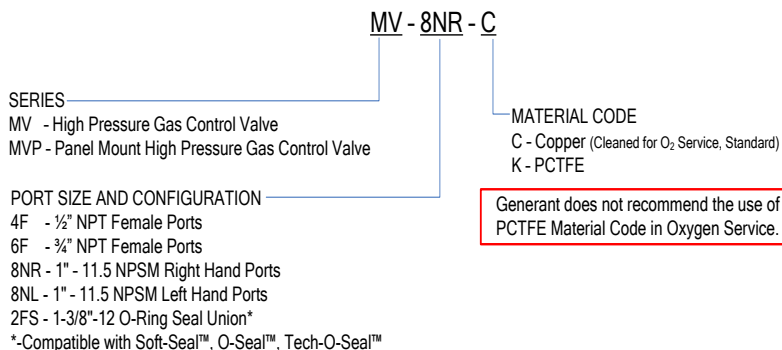 MV - 8NR - C
SERIES
MV - High Pressure Gas Control Valve
MVP - Panel Mount High Pressure Gas Control Valve
PORT SIZE AND CONFIGURATION
4F - ½" NPT Female Ports
6F - ¾" NPT Female Ports
8NR - 1" - 11.5 NPSM Right Hand Ports
8NL - 1" - 11.5 NPSM Left Hand Ports
2FS - 1-3/8"-12 O-Ring Seal Union*
*-Compatible with Soft-Seal™, O-Seal™, Tech-O-Seal™
MATERIAL CODE
C - Copper (Cleaned for O₂ Service, Standard)
K - PCTFE
Generant does not recommend the use of
PCTFE Material Code in Oxygen Service.